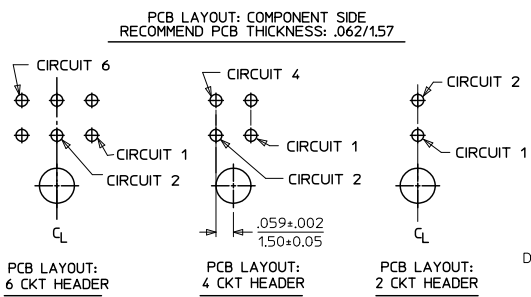 PCB LAYOUT: COMPONENT SIDE
RECOMMEND PCB THICKNESS: .062/1.57
CIRCUIT 6
CIRCUIT 1
CIRCUIT 2
CL
PCB LAYOUT:
6 CKT HEADER
CIRCUIT 4
CIRCUIT 1
CIRCUIT 2
.059±.002
1.50±0.05
PCB LAYOUT:
4 CKT HEADER
CIRCUIT 2
CIRCUIT 1
CL
PCB LAYOUT:
2 CKT HEADER
D